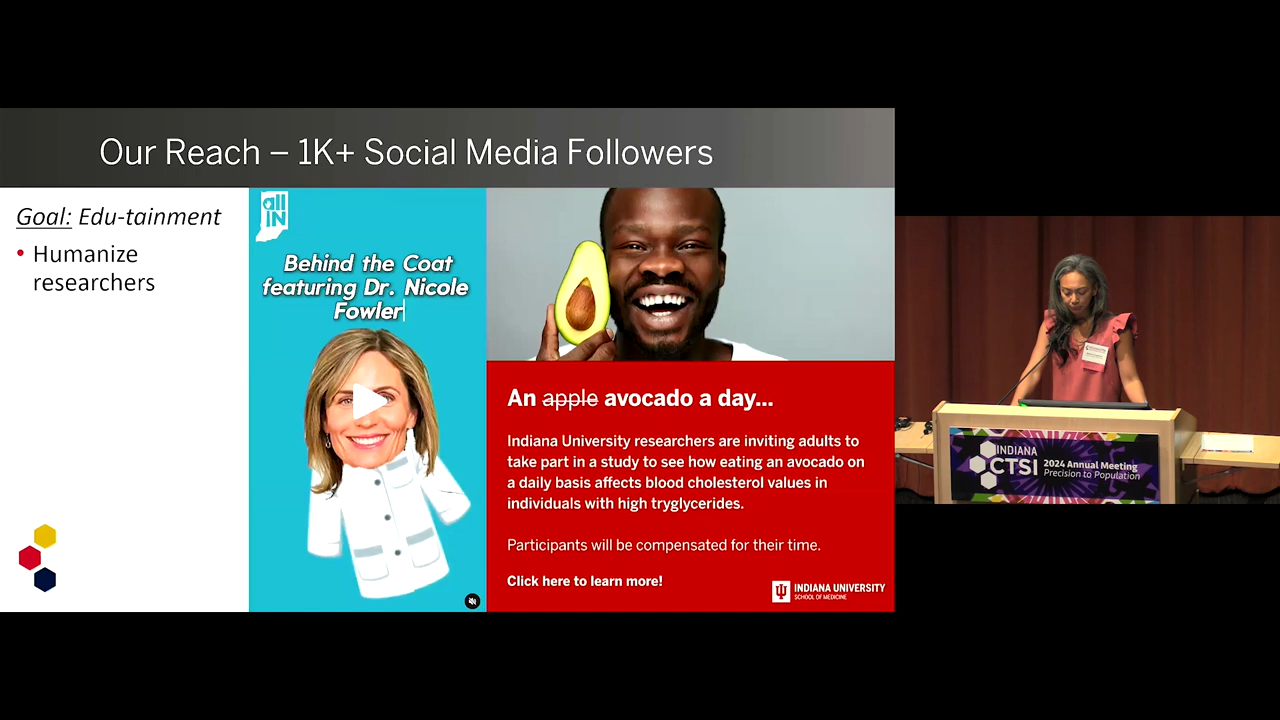 Our Reach – 1K+ Social Media Followers
Goal: Edu-tainment
• Humanize
researchers
all
IN
Behind the Coat
featuring Dr. Nicole
Fowler
An apple avocado a day...
Indiana University researchers are inviting adults to
take part in a study to see how eating an avocado on
a daily basis affects blood cholesterol values in
individuals with high tryglycerides.
Participants will be compensated for their time.
Click here to learn more!
INDIANA UNIVERSITY
SCHOOL OF MEDICINE
INDIANA
CTSI
2024 Annual Meeting
Precision to Population